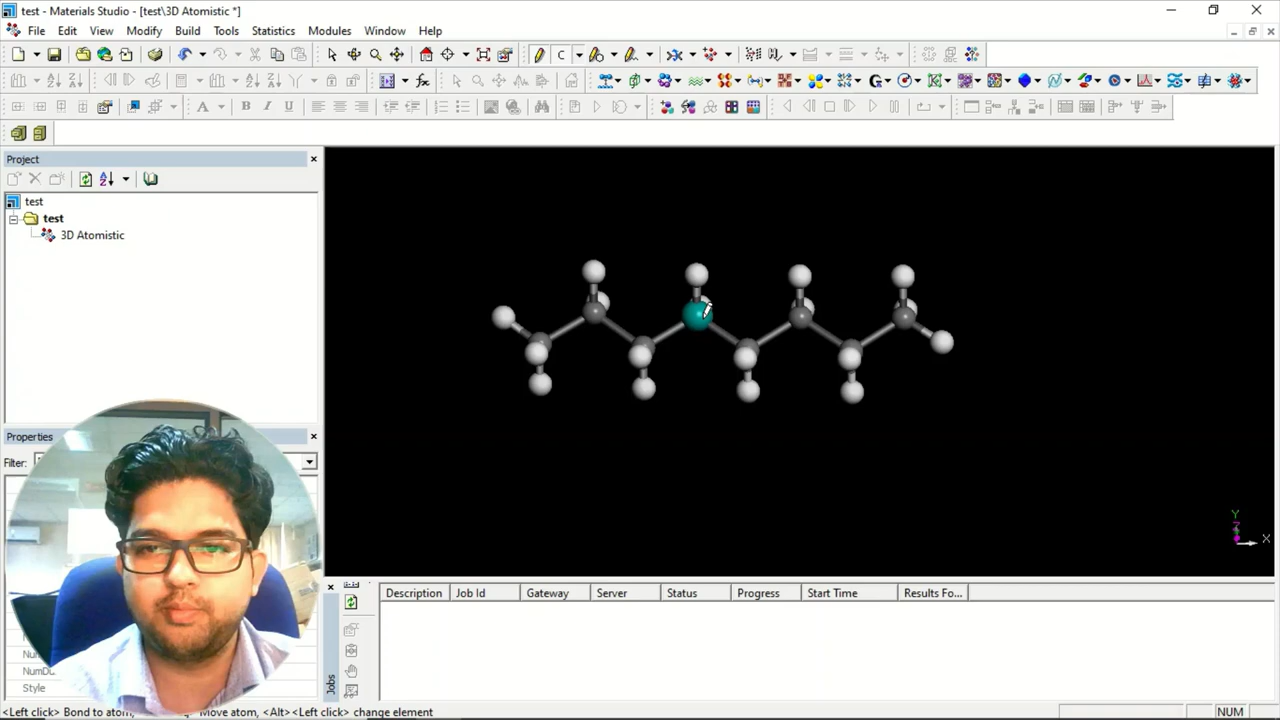 test - Materials Studio - [test\3D Atomistic *]
File Edit View Modify Build Tools Statistics Modules Window Help
C
A B I U
Project
test
test
3D Atomistic
Properties
Filter:
NumDu
Style
Description Job Id Gateway Server Status Progress Start Time Results Fo...
Jobs
Y
Z
X
<Left click> Bond to atom, Move atom, <Alt><Left click> change element
NUM